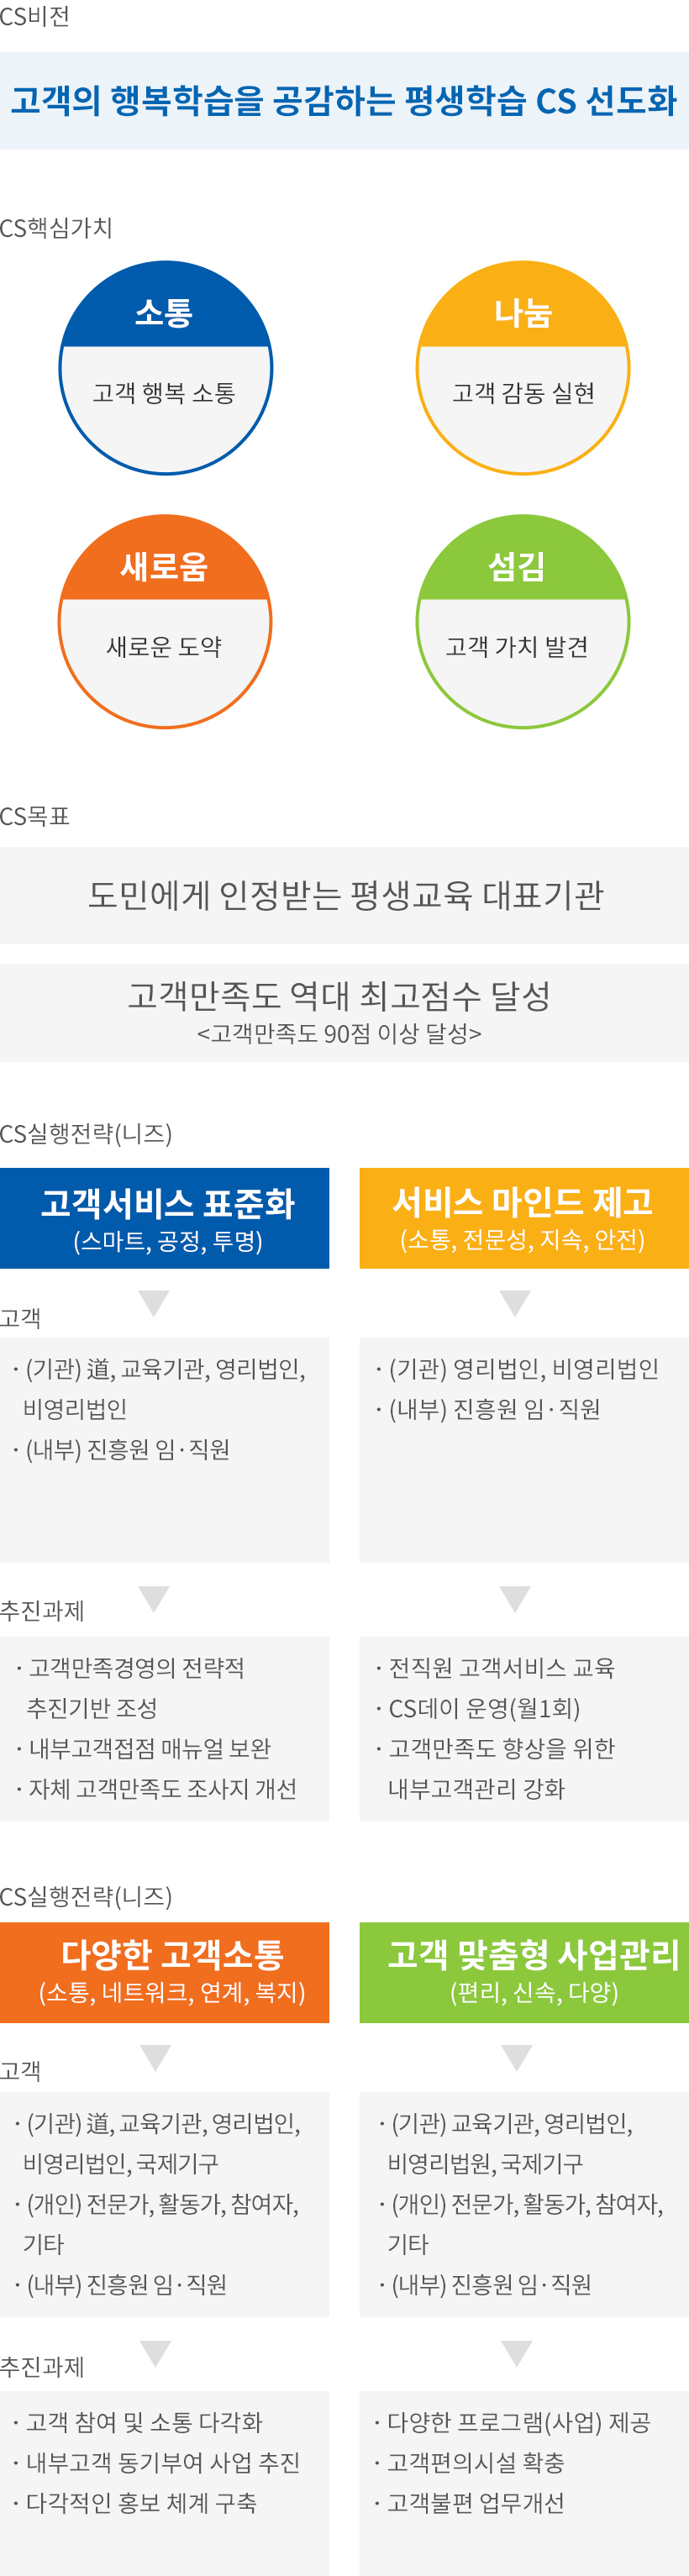 CS비전
고객의 행복학습을 공감하는 평생학습 CS 선도화
CS핵심가치
소통
고객 행복 소통
나눔
고객 감동 실현
새로움
새로운 도약
섬김
고객 가치 발견
CS목표
도민에게 인정받는 평생교육 대표기관
고객만족도 역대 최고점수 달성
<고객만족도 90점 이상 달성>
CS실행전략(니즈)
고객서비스 표준화
(스마트, 공정, 투명)
서비스 마인드 제고
(소통, 전문성, 지속, 안전)
고객
· (기관) 道, 교육기관, 영리법인,
비영리법인
· (내부) 진흥원 임·직원
· (기관) 영리법인, 비영리법인
· (내부) 진흥원 임·직원
추진과제
· 고객만족경영의 전략적
추진기반 조성
· 내부고객접점 매뉴얼 보완
· 자체 고객만족도 조사지 개선
· 전직원 고객서비스 교육
· CS데이 운영(월1회)
· 고객만족도 향상을 위한
내부고객관리 강화
CS실행전략(니즈)
다양한 고객소통
(소통, 네트워크, 연계, 복지)
고객 맞춤형 사업관리
(편리, 신속, 다양)
고객
· (기관) 道, 교육기관, 영리법인,
비영리법인, 국제기구
· (개인) 전문가, 활동가, 참여자,
기타
· (내부) 진흥원 임·직원
· (기관) 교육기관, 영리법인,
비영리법원, 국제기구
· (개인) 전문가, 활동가, 참여자,
기타
· (내부) 진흥원 임·직원
추진과제
· 고객 참여 및 소통 다각화
· 내부고객 동기부여 사업 추진
· 다각적인 홍보 체계 구축
· 다양한 프로그램(사업) 제공
· 고객편의시설 확충
· 고객불편 업무개선